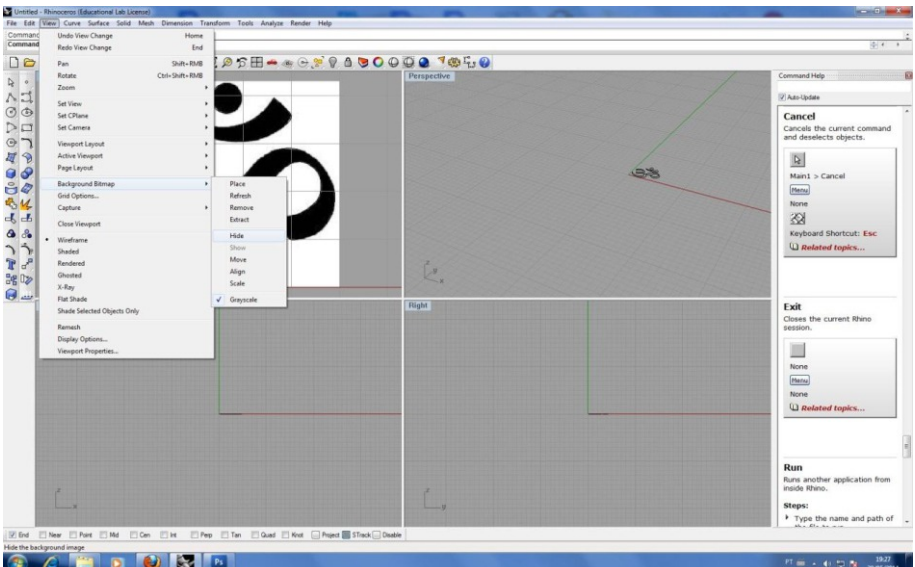 Untitled - Rhinoceros (Educational Lab License)
File Edit View Curve Surface Solid Mesh Dimension Transform Tools Analyze Render Help
Command
Command
Undo View Change Home
Redo View Change End
Pan Shift+RMB
Rotate Ctrl+Shift+RMB
Zoom
Set View
Set CPlane
Set Camera
Viewport Layout
Active Viewport
Page Layout
Background Bitmap
Grid Options...
Capture
Close Viewport
Wireframe
Shaded
Rendered
Ghosted
X-Ray
Flat Shade
Shade Selected Objects Only
Remesh
Display Options...
Viewport Properties...
Place
Refresh
Remove
Extract
Hide
Show
Move
Align
Scale
Grayscale
Perspective
z
y
x
Right
z
x
z
y
Command Help
Auto-Update
Cancel
Cancels the current command
and deselects objects.
Main1 > Cancel
Menu
None
Keyboard Shortcut: Esc
Related topics...
Exit
Closes the current Rhino
session.
None
Menu
None
Related topics...
Run
Runs another application from
inside Rhino.
Steps:
Type the name and path of
End Near Point Mid Cen Int Perp Tan Quad Knot Project STrack Disable
Hide the background image
Ps
PT
19:27